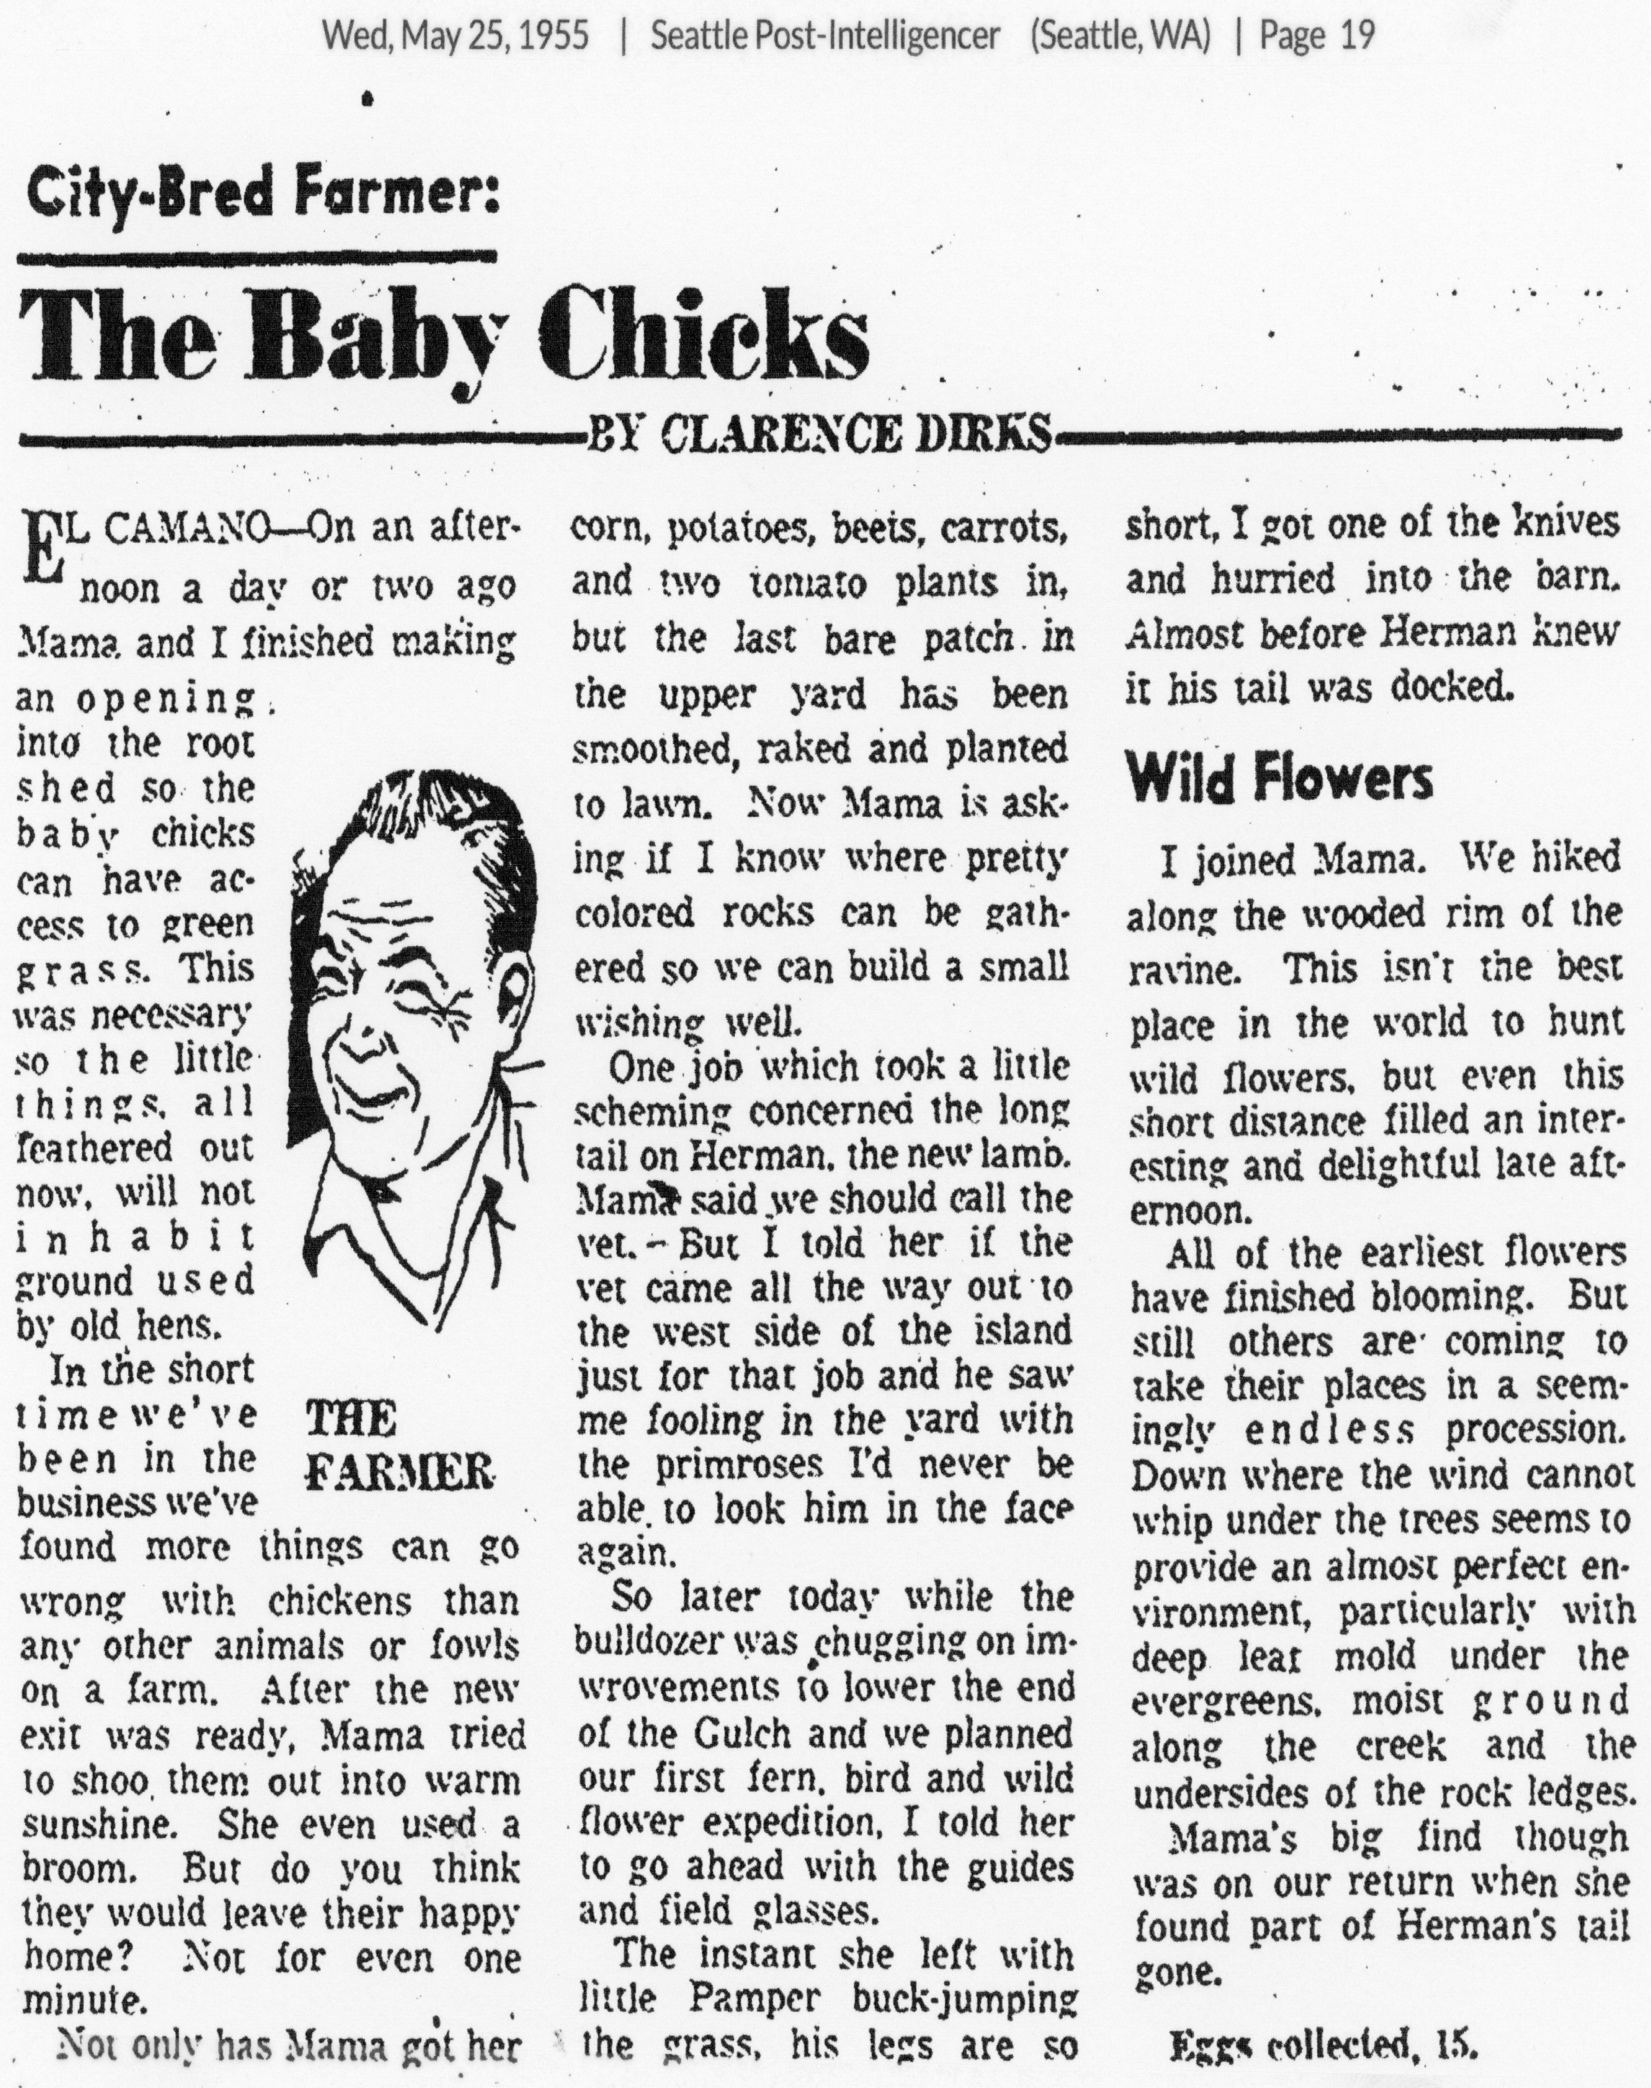 Wed, May 25, 1955 | Seattle Post-Intelligencer (Seattle, WA) | Page 19
City-Bred Farmer:
The Baby Chicks
BY CLARENCE DIRKS
EL CAMANO—On an after-
noon a day or two ago
Mama and I finished making
an opening
into the root
shed so the
baby chicks
can have ac-
cess to green
grass. This
was necessary
so the little
things, all
feathered out
now, will not
inhabit
ground used
by old hens.
In the short
time we've
been in the
business we've
found more things can go
wrong with chickens than
any other animals or fowls
on a farm. After the new
exit was ready, Mama tried
to shoo them out into warm
sunshine. She even used a
broom. But do you think
they would leave their happy
home? Not for even one
minute.
Not only has Mama got her
THE
FARMER
corn, potatoes, beets, carrots,
and two tomato plants in,
but the last bare patch in
the upper yard has been
smoothed, raked and planted
to lawn. Now Mama is ask-
ing if I know where pretty
colored rocks can be gath-
ered so we can build a small
wishing well.
One job which took a little
scheming concerned the long
tail on Herman, the new lamb.
Mama said we should call the
vet. - But I told her if the
vet came all the way out to
the west side of the island
just for that job and he saw
me fooling in the yard with
the primroses I'd never be
able to look him in the face
again.
So later today while the
bulldozer was chugging on im-
wrovements to lower the end
of the Gulch and we planned
our first fern, bird and wild
flower expedition, I told her
to go ahead with the guides
and field glasses.
The instant she left with
little Pamper buck-jumping
the grass, his legs are so
short, I got one of the knives
and hurried into the barn.
Almost before Herman knew
it his tail was docked.
Wild Flowers
I joined Mama. We hiked
along the wooded rim of the
ravine. This isn't the best
place in the world to hunt
wild flowers, but even this
short distance filled an inter-
esting and delightful late aft-
ernoon.
All of the earliest flowers
have finished blooming. But
still others are coming to
take their places in a seem-
ingly endless procession.
Down where the wind cannot
whip under the trees seems to
provide an almost perfect en-
vironment, particularly with
deep leaf mold under the
evergreens, moist ground
along the creek and the
undersides of the rock ledges.
Mama's big find though
was on our return when she
found part of Herman's tail
gone.
Eggs collected, 15.